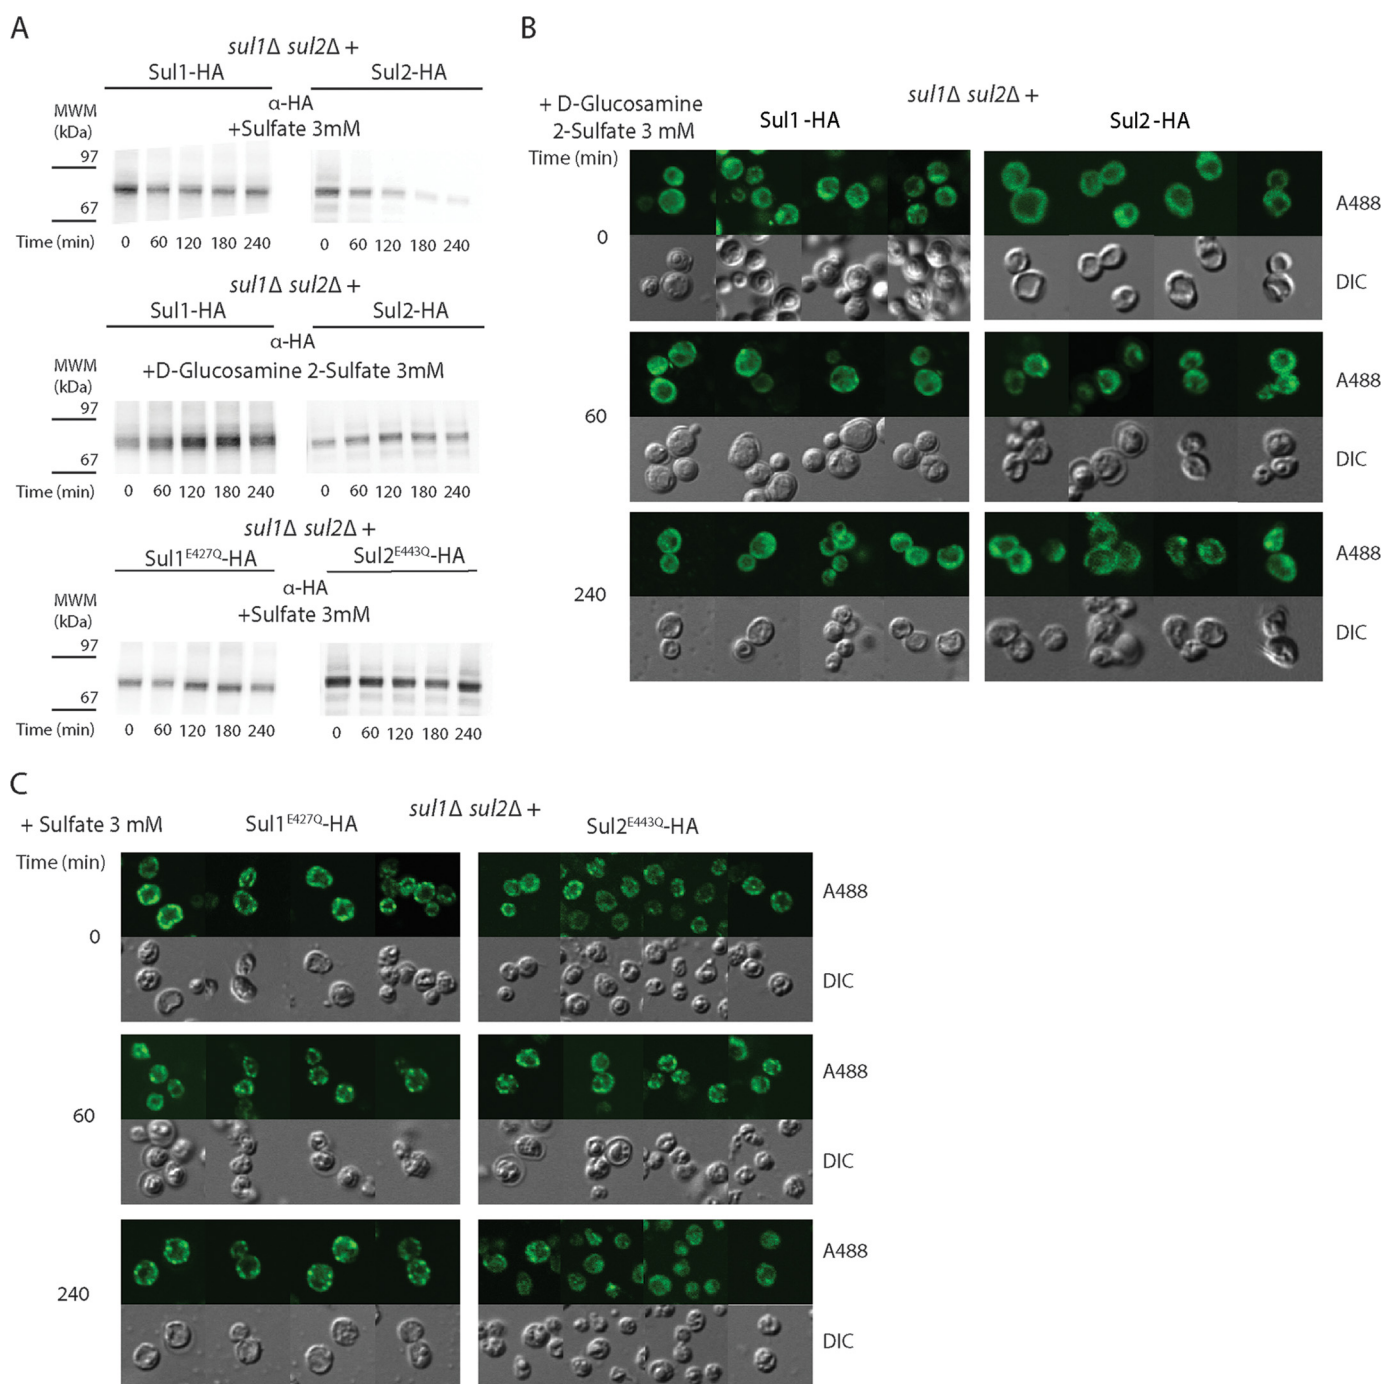 A
sul1Δ sul2Δ +
Sul1-HA Sul2-HA
α-HA
+Sulfate 3mM
MWM
(kDa)
97
67
Time (min) 0 60 120 180 240 0 60 120 180 240
sul1Δ sul2Δ +
Sul1-HA Sul2-HA
α-HA
+D-Glucosamine 2-Sulfate 3mM
MWM
(kDa)
97
67
Time (min) 0 60 120 180 240 0 60 120 180 240
sul1Δ sul2Δ +
Sul1E427Q-HA Sul2E443Q-HA
α-HA
+Sulfate 3mM
MWM
(kDa)
97
67
Time (min) 0 60 120 180 240 0 60 120 180 240
B
sul1Δ sul2Δ +
+ D-Glucosamine
2-Sulfate 3 mM
Sul1-HA Sul2-HA
Time (min)
0
A488
DIC
60
A488
DIC
240
A488
DIC
C
sul1Δ sul2Δ +
+ Sulfate 3 mM Sul1E427Q-HA Sul2E443Q-HA
Time (min)
0
A488
DIC
60
A488
DIC
240
A488
DIC